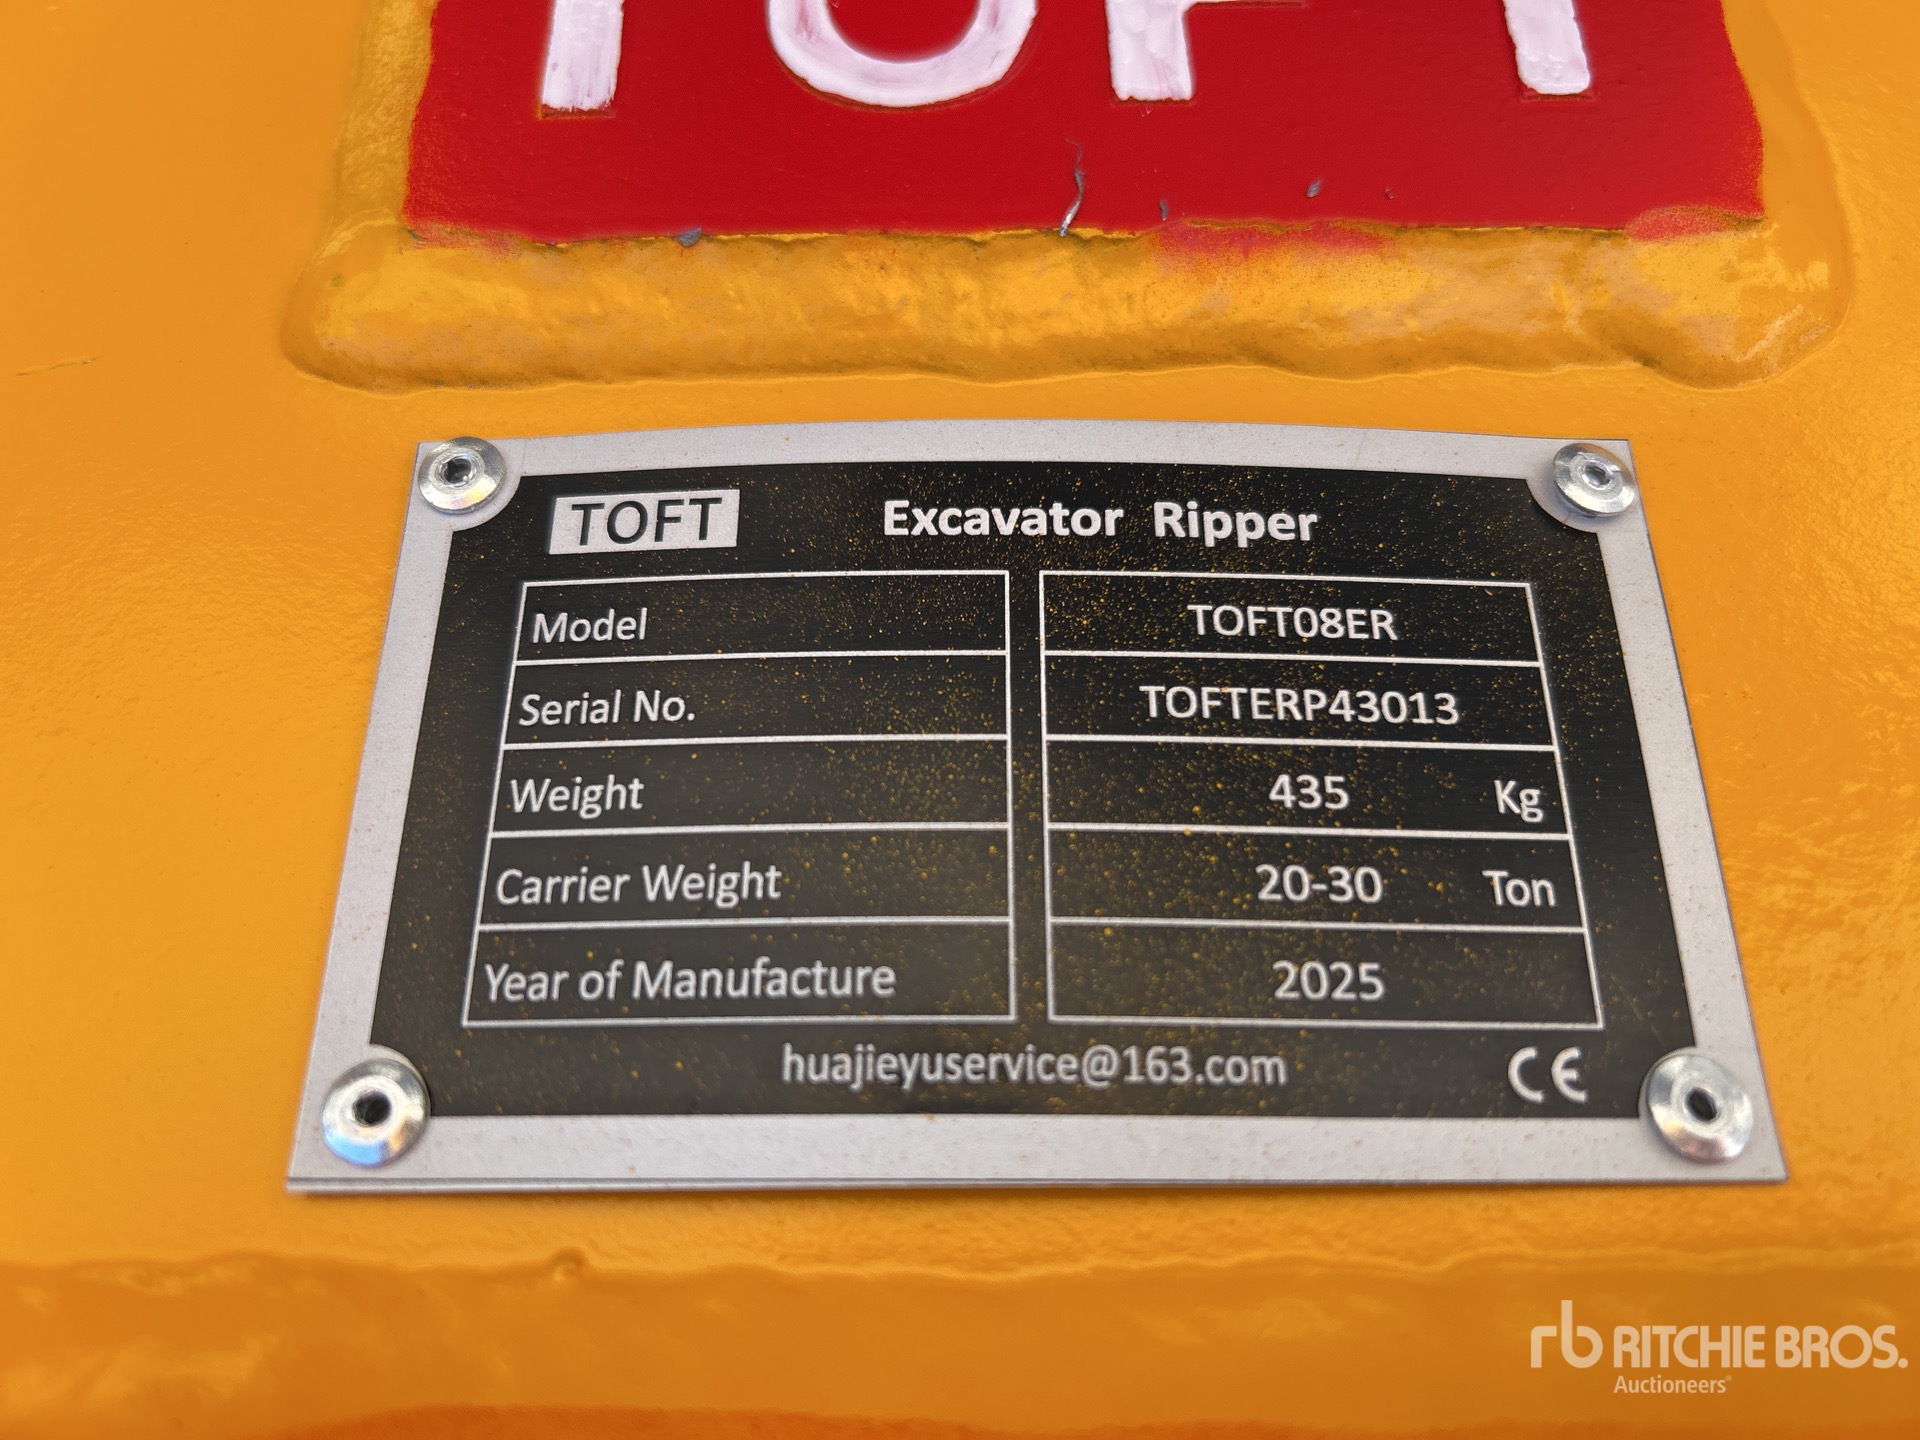 TOFT
TOFT Excavator Ripper
Model TOFT08ER
Serial No. TOFTERP43013
Weight 435 Kg
Carrier Weight 20-30 Ton
Year of Manufacture 2025
huajieyuservice@163.com CE
rb RITCHIE BROS.
Auctioneers